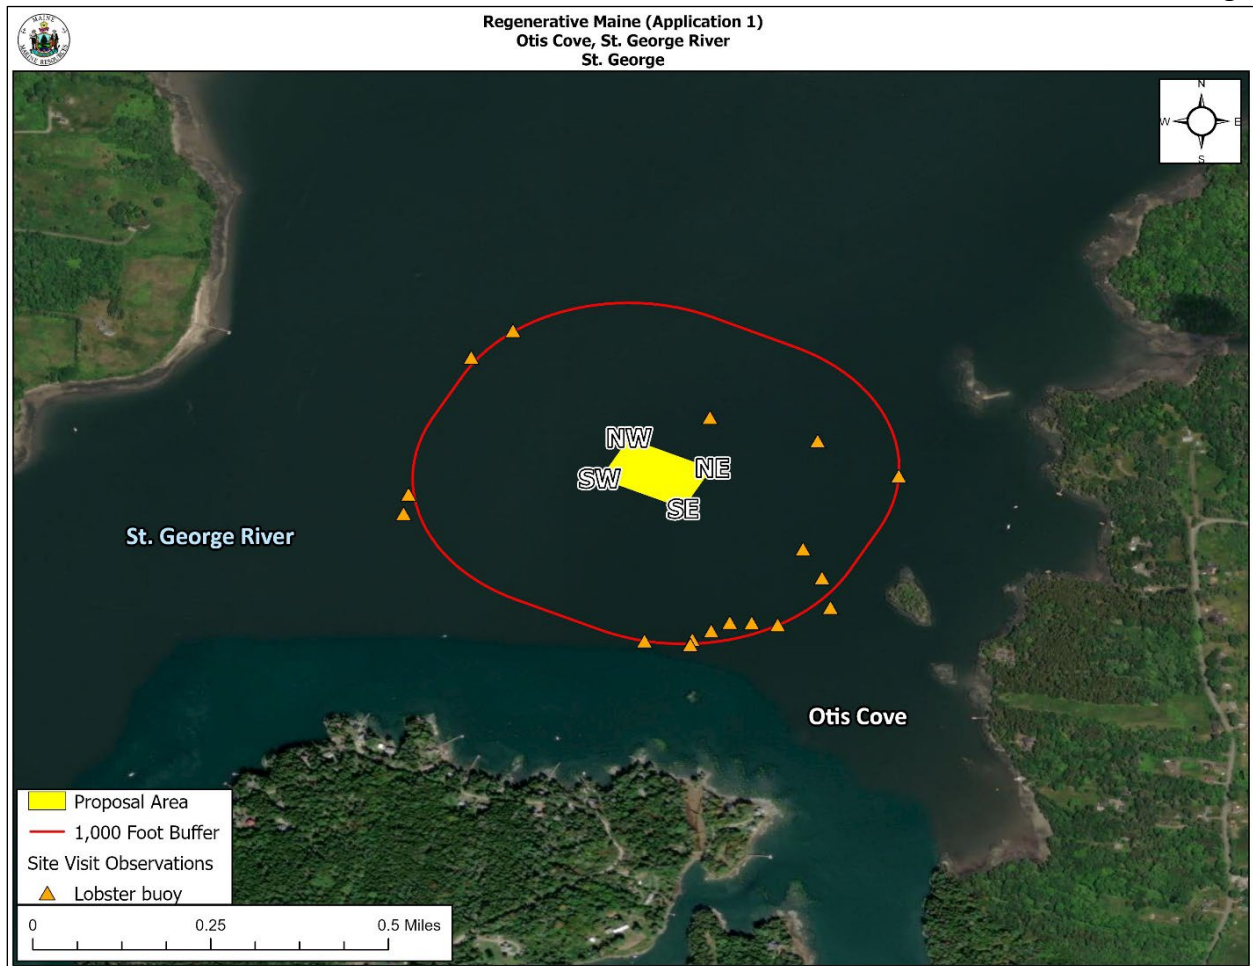 Regenerative Maine (Application 1)
Otis Cove, St. George River
St. George
N
W
E
S
NW
SW
NE
SE
St. George River
Otis Cove
Proposal Area
1,000 Foot Buffer
Site Visit Observations
Lobster buoy
0
0.25
0.5 Miles